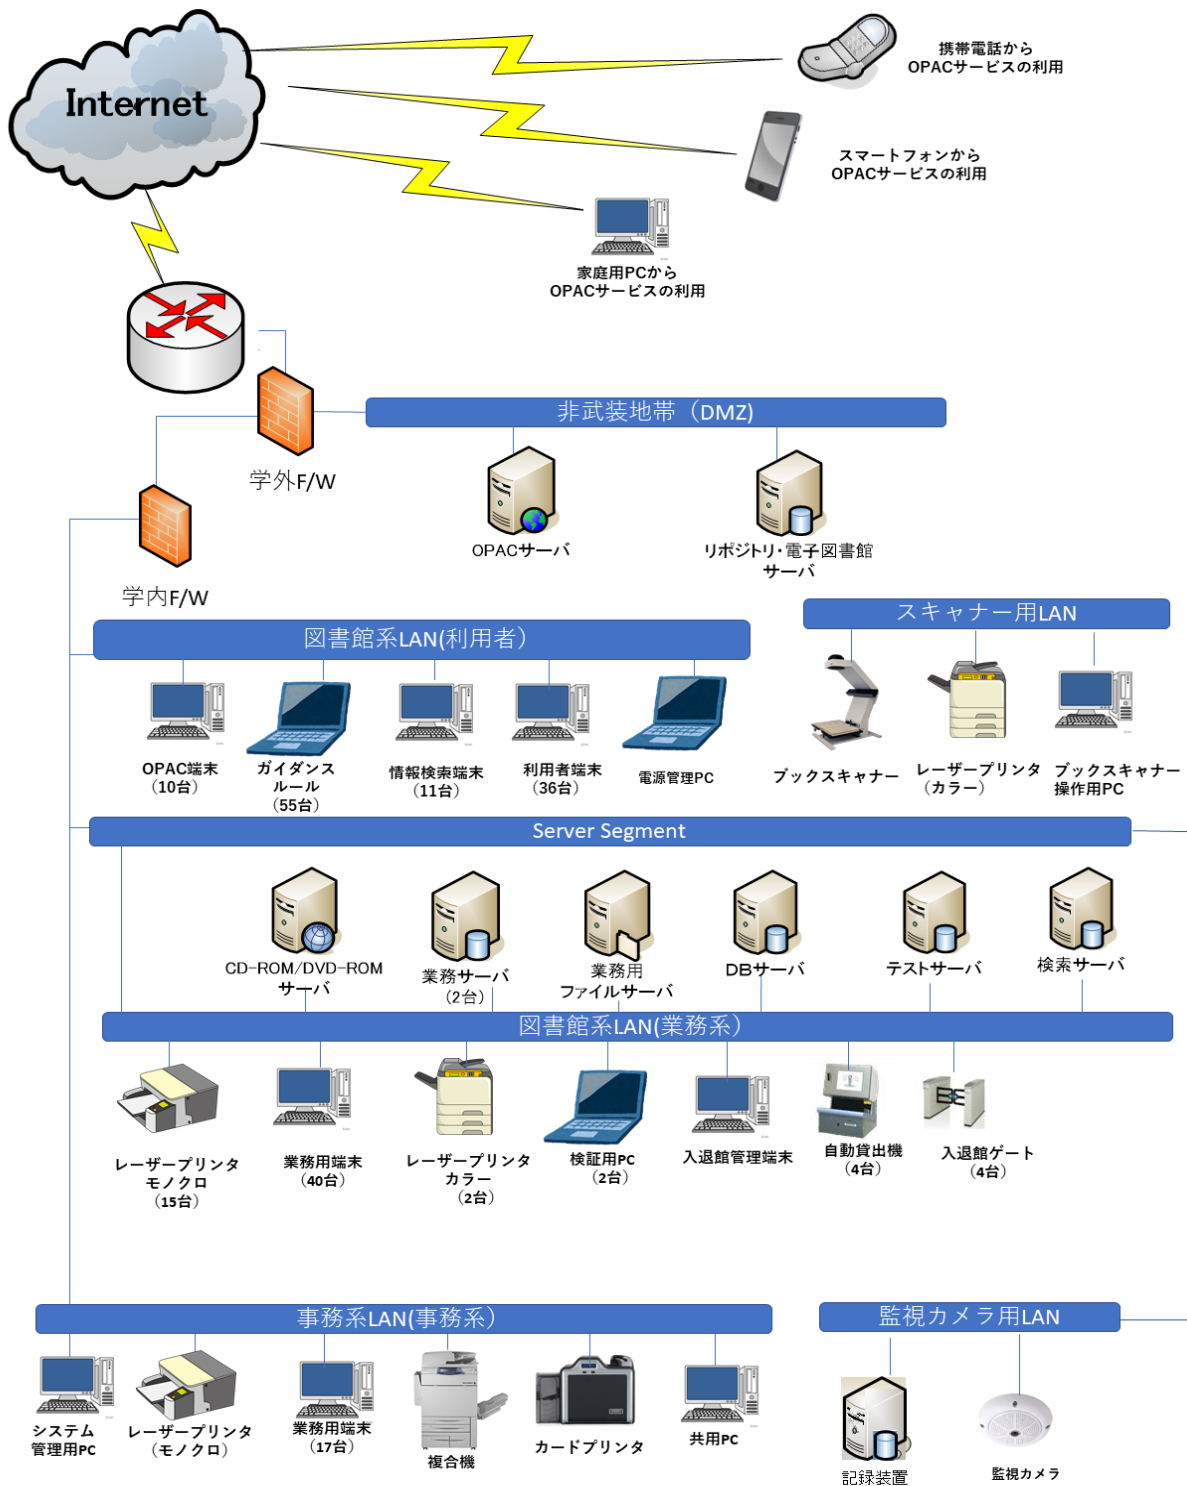 Internet
携帯電話から
OPACサービスの利用
スマートフォンから
OPACサービスの利用
家庭用PCから
OPACサービスの利用
非武装地帯（DMZ)
学外F/W
OPACサーバ
リポジトリ・電子図書館
サーバ
学内F/W
図書館系LAN(利用者）
スキャナー用LAN
OPAC端末
（10台）
ガイダンス
ルール
（55台）
情報検索端末
（11台）
利用者端末
（36台）
電源管理PC
ブックスキャナー
レーザープリンタ
（カラー）
ブックスキャナー
操作用PC
Server Segment
CD-ROM/DVD-ROM
サーバ
業務サーバ
（2台）
業務用
ファイルサーバ
DBサーバ
テストサーバ
検索サーバ
図書館系LAN(業務系）
レーザープリンタ
モノクロ
（15台）
業務用端末
（40台）
レーザープリンタ
カラー
（2台）
検証用PC
（2台）
入退館管理端末
自動貸出機
（4台）
入退館ゲート
（4台）
事務系LAN(事務系）
監視カメラ用LAN
システム
管理用PC
レーザープリンタ
（モノクロ）
業務用端末
（17台）
複合機
カードプリンタ
共用PC
記録装置
監視カメラ